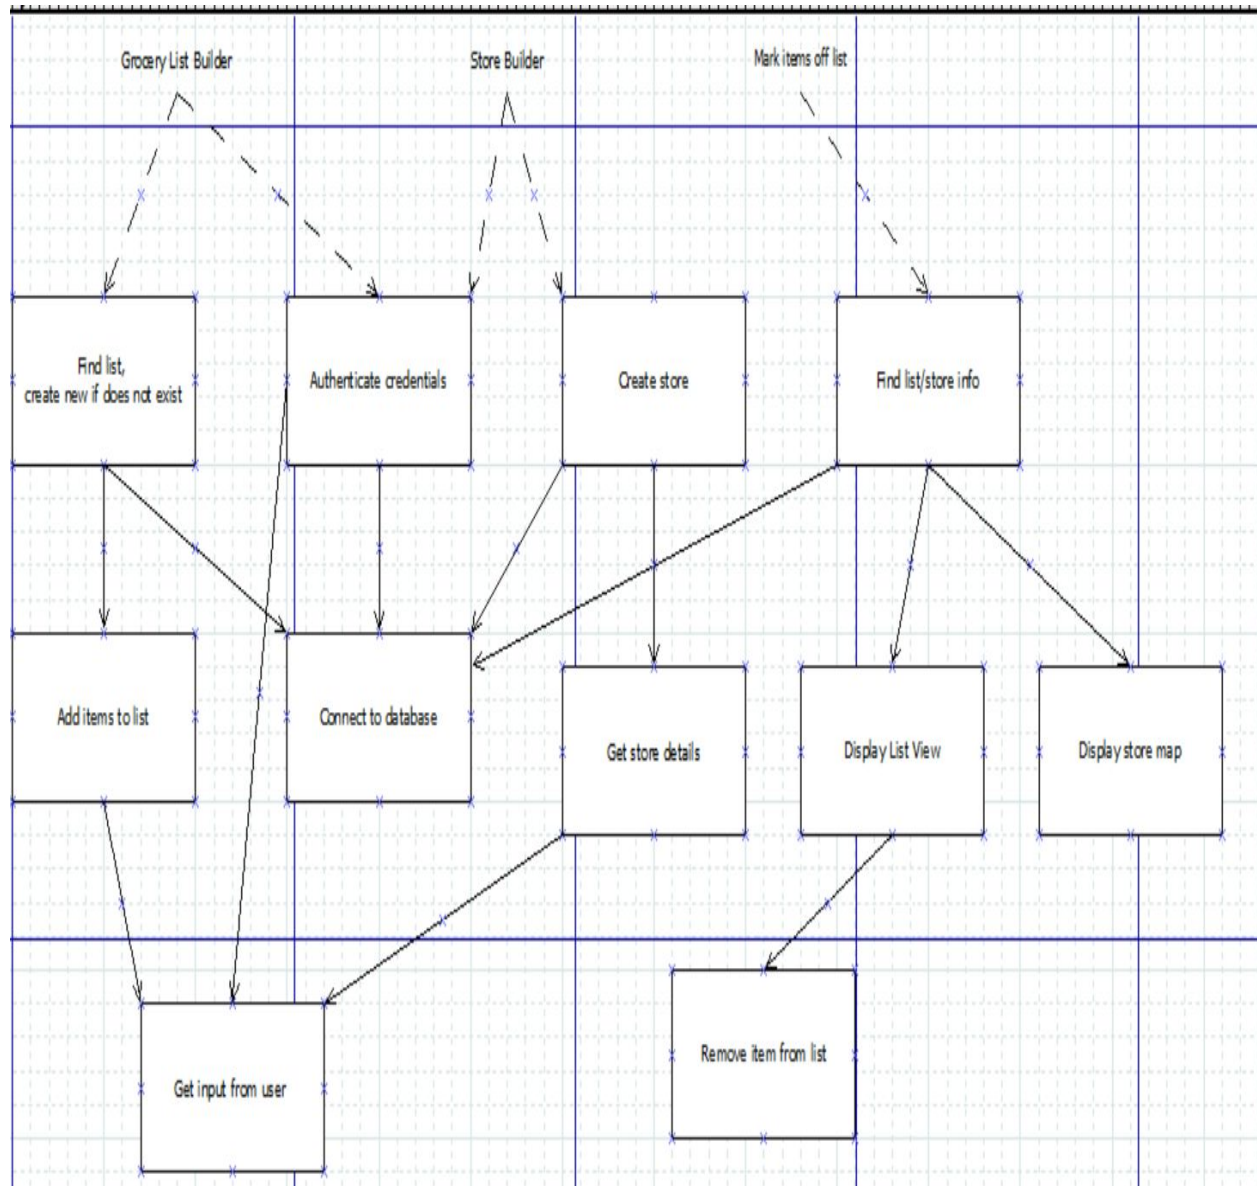 Grocery List Builder
Store Builder
Mark items off list
Find list,
create new if does not exist
Authenticate credentials
Create store
Find list/store info
Add items to list
Connect to database
Get store details
Display List View
Display store map
Remove item from list
Get input from user